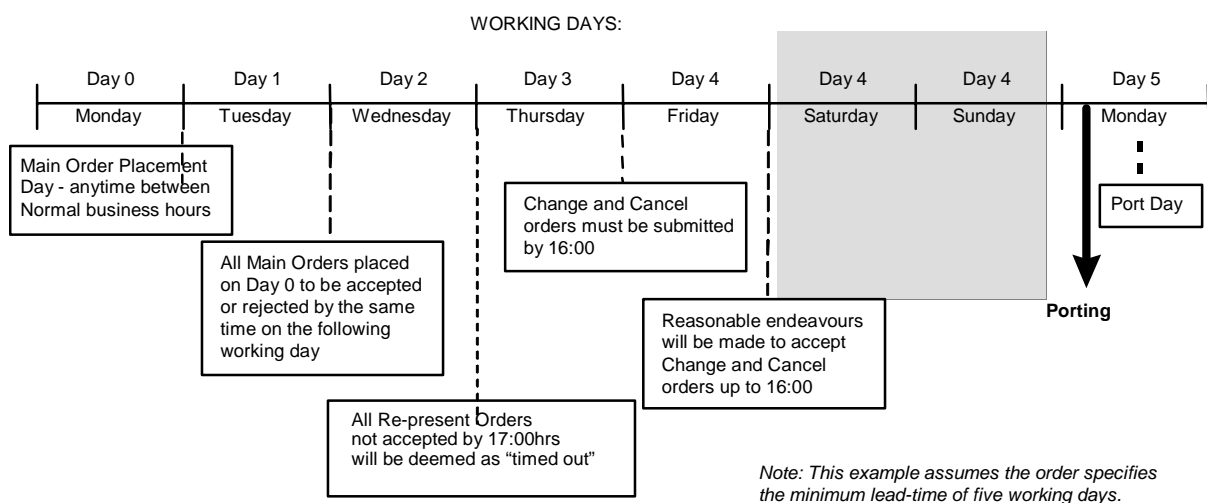 WORKING DAYS:
Day 0
Day 1
Day 2
Day 3
Day 4
Day 4
Day 4
Day 5
Monday
Tuesday
Wednesday
Thursday
Friday
Saturday
Sunday
Monday
Main Order Placement
Day - anytime between
Normal business hours
All Main Orders placed
on Day 0 to be accepted
or rejected by the same
time on the following
working day
All Re-present Orders
not accepted by 17:00hrs
will be deemed as “timed out”
Change and Cancel
orders must be submitted
by 16:00
Reasonable endeavours
will be made to accept
Change and Cancel
orders up to 16:00
Port Day
Porting
Note: This example assumes the order specifies
the minimum lead-time of five working days.